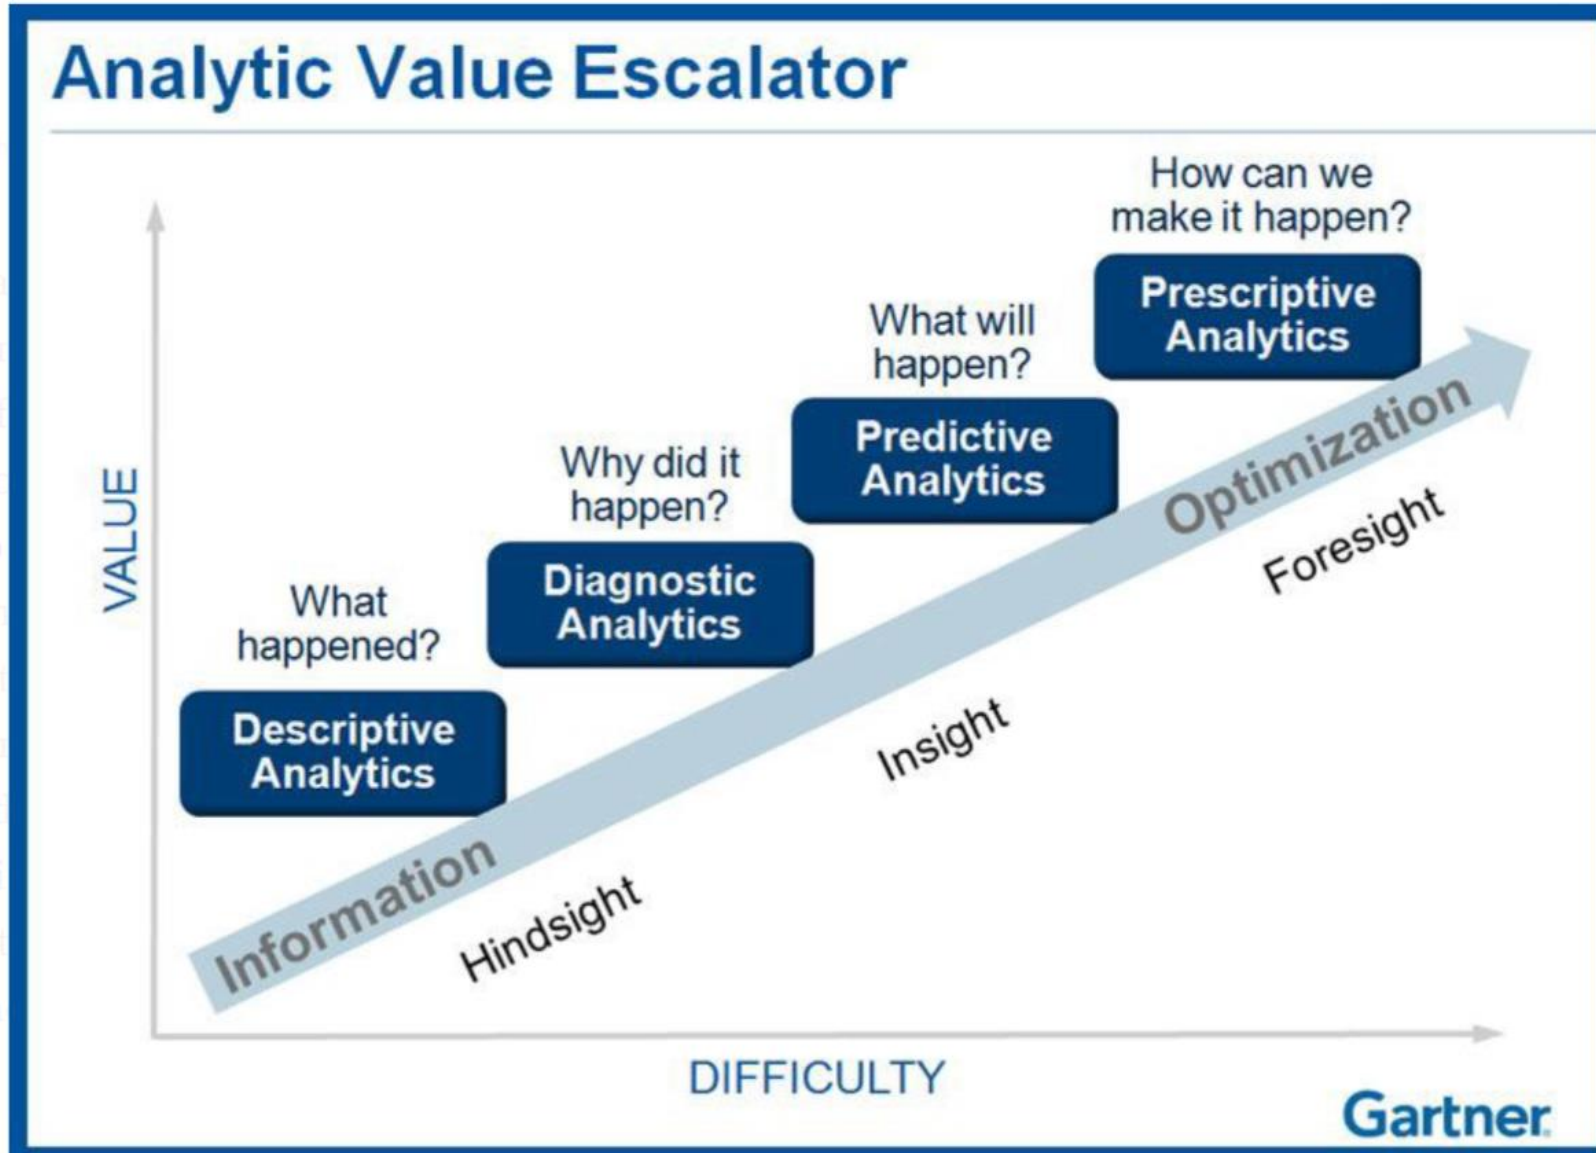 Analytic Value Escalator
How can we
make it happen?
Prescriptive
Analytics
What will
happen?
Predictive
Analytics
Why did it
happen?
Diagnostic
Analytics
What
happened?
Descriptive
Analytics
VALUE
Information
Optimization
Hindsight
Insight
Foresight
DIFFICULTY
Gartner